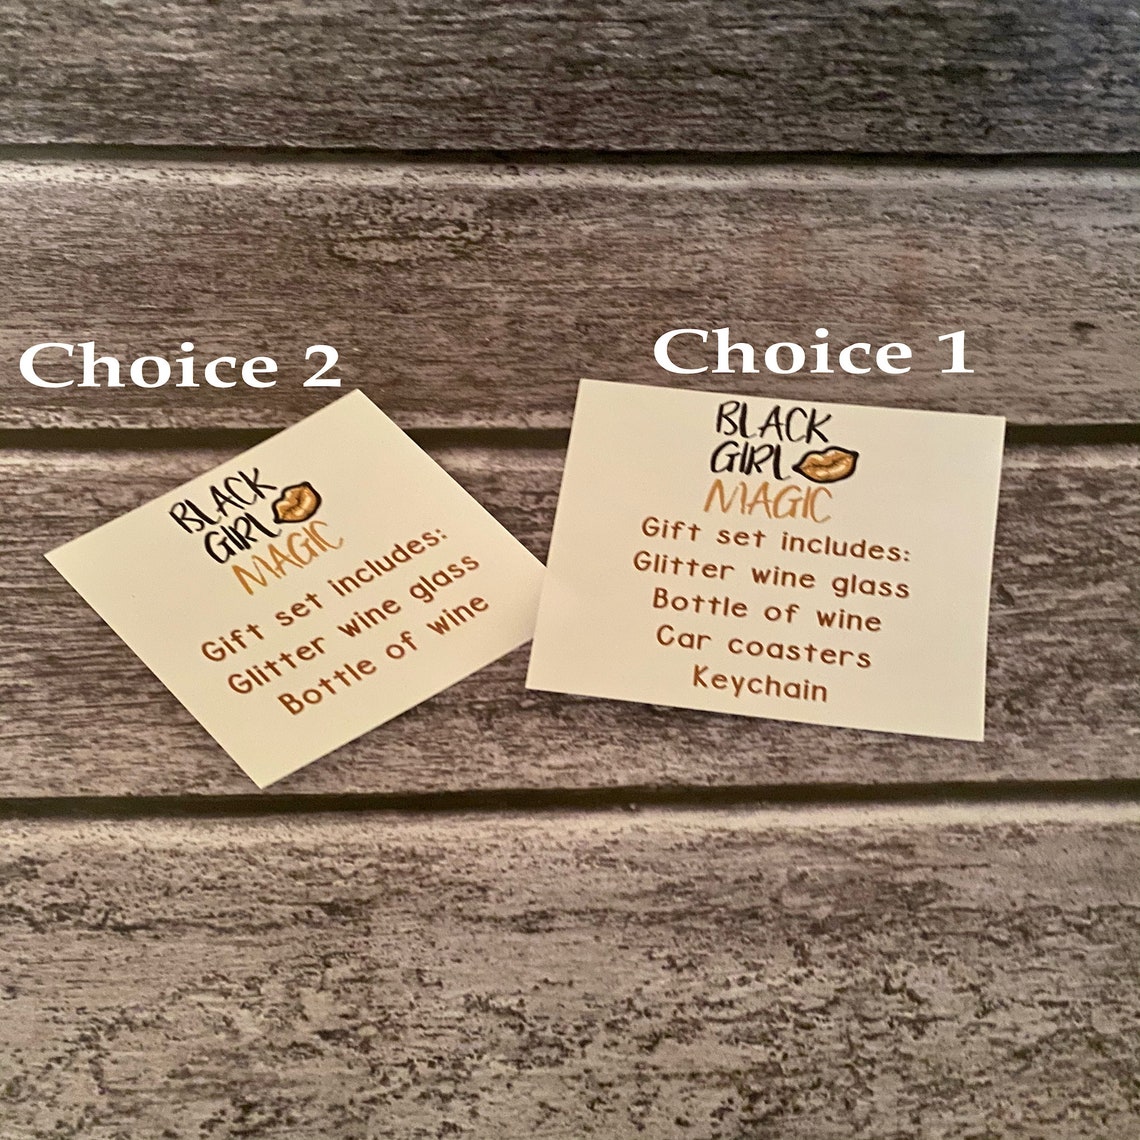 Choice 2
BLACK
GIRL
MAGIC
Gift set includes:
Glitter wine glass
Bottle of wine
Choice 1
BLACK
GIRL
MAGIC
Gift set includes:
Glitter wine glass
Bottle of wine
Car coasters
Keychain